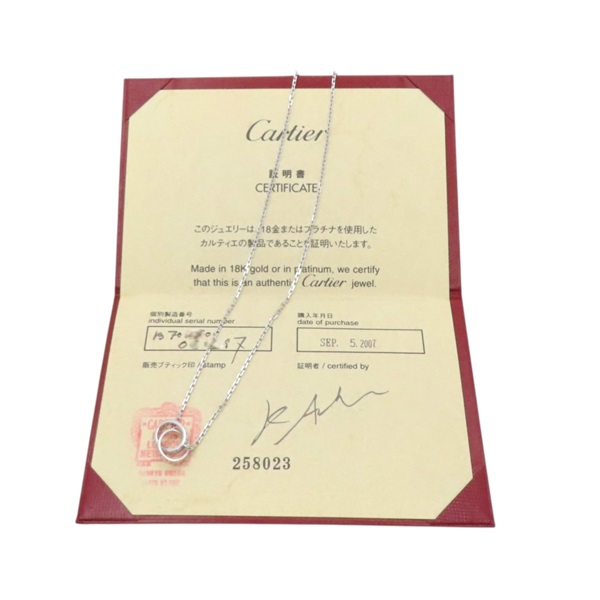 Cartier
証明書
CERTIFICATE
このジュエリーは、18金またはプラチナを使用した
カルティエの製品であることを証明いたします。
Made in 18K gold or in platinum, we certify
that this is an authentic Cartier jewel.
個別製造番号
individual serial number
購入年月日
date of purchase
SEP. 5.2007
販売ブティック印 / stamp
証明者 / certified by
258023